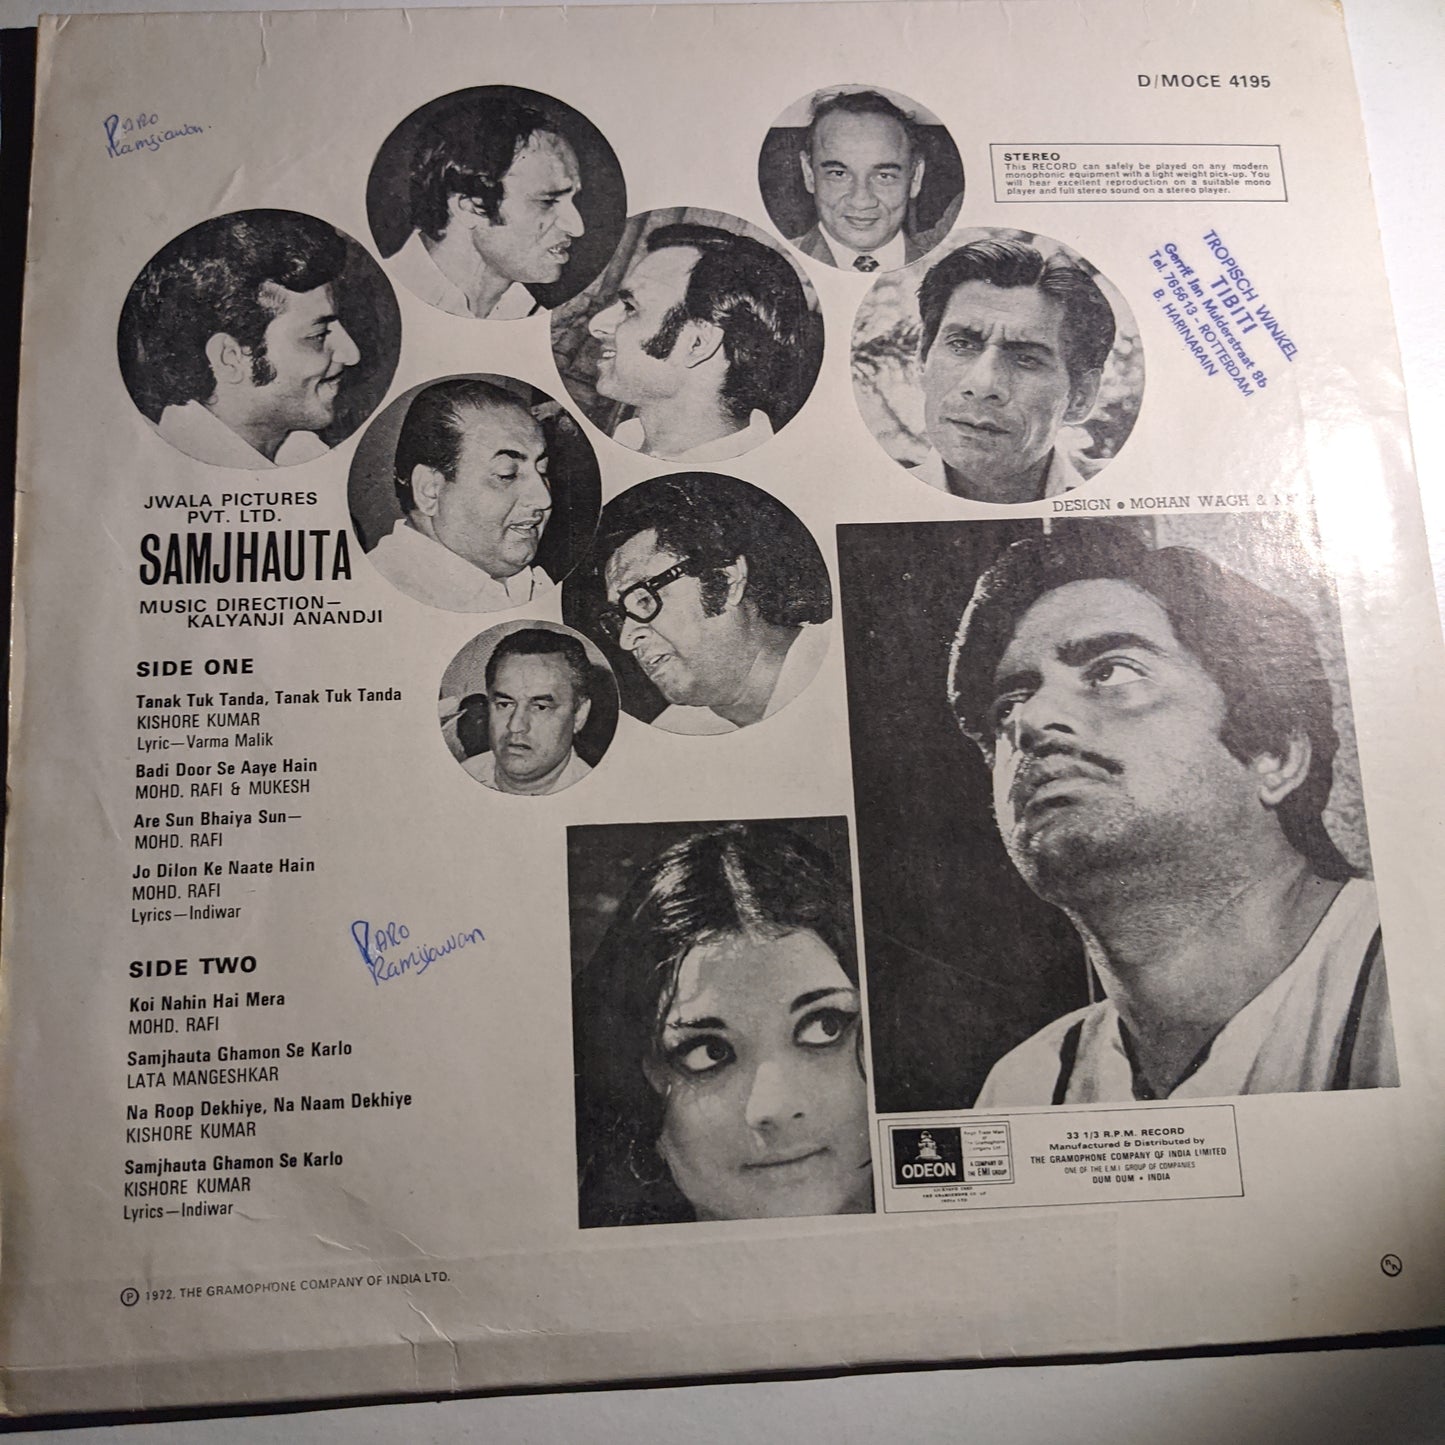 D/MOCE 4195
STEREO
This RECORD can safely be played on any modern
monophonic equipment with a light weight pick-up. You
will hear excellent reproduction on a suitable mono
player and full stereo sound on a stereo player.
TROPISCH WINKEL
TIBITI
Gerrit Jan Mulderstraat 86
Tel. 765613 - ROTTERDAM
B. HARINARAIN
DESIGN • MOHAN WAGH &
JWALA PICTURES
PVT. LTD.
SAMJHAUTA
MUSIC DIRECTION—
KALYANJI ANANDJI
SIDE ONE
Tanak Tuk Tanda, Tanak Tuk Tanda
KISHORE KUMAR
Lyric—Varma Malik
Badi Door Se Aaye Hain
MOHD. RAFI & MUKESH
Are Sun Bhaiya Sun—
MOHD. RAFI
Jo Dilon Ke Naate Hain
MOHD. RAFI
Lyrics—Indiwar
SIDE TWO
Koi Nahin Hai Mera
MOHD. RAFI
Samjhauta Ghamon Se Karlo
LATA MANGESHKAR
Na Roop Dekhiye, Na Naam Dekhiye
KISHORE KUMAR
Samjhauta Ghamon Se Karlo
KISHORE KUMAR
Lyrics—Indiwar
ODEON
A COMPANY OF
THE EMI GROUP
33 1/3 R.P.M. RECORD
Manufactured & Distributed by
THE GRAMOPHONE COMPANY OF INDIA LIMITED
ONE OF THE E.M.I. GROUP OF COMPANIES
DUM DUM • INDIA
℗ 1972. THE GRAMOPHONE COMPANY OF INDIA LTD.